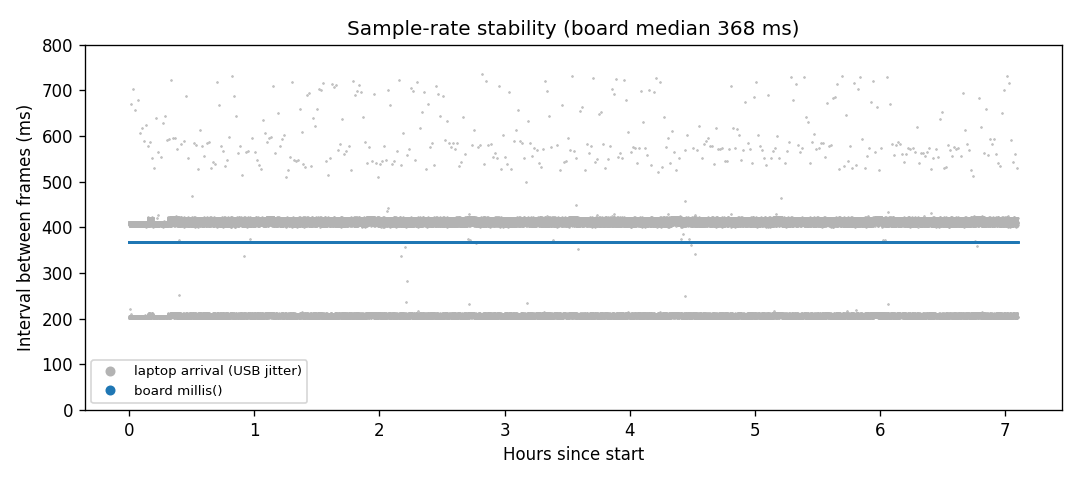 Sample-rate stability (board median 368 ms)
Interval between frames (ms)
800
700
600
500
400
300
200
100
0
laptop arrival (USB jitter)
board millis()
0 1 2 3 4 5 6 7
Hours since start